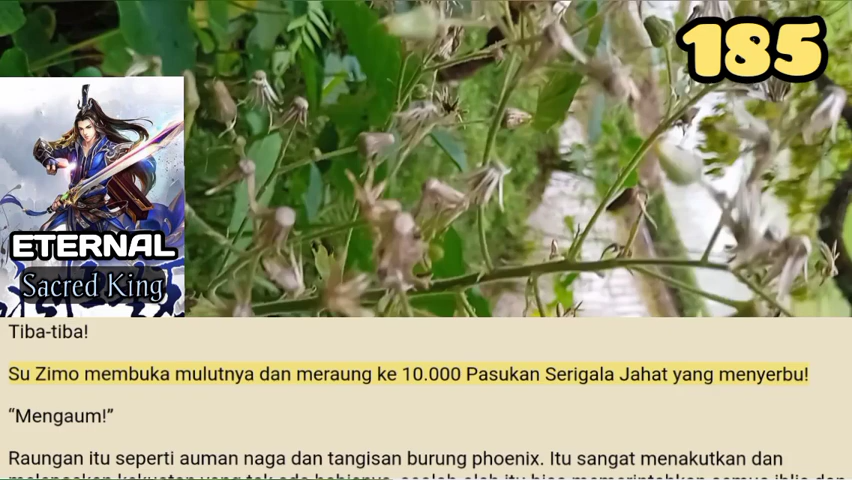 185
ETERNAL
Sacred King
Tiba-tiba!
Su Zimo membuka mulutnya dan meraung ke 10.000 Pasukan Serigala Jahat yang menyerbu!
“Mengaum!”
Raungan itu seperti auman naga dan tangisan burung phoenix. Itu sangat menakutkan dan